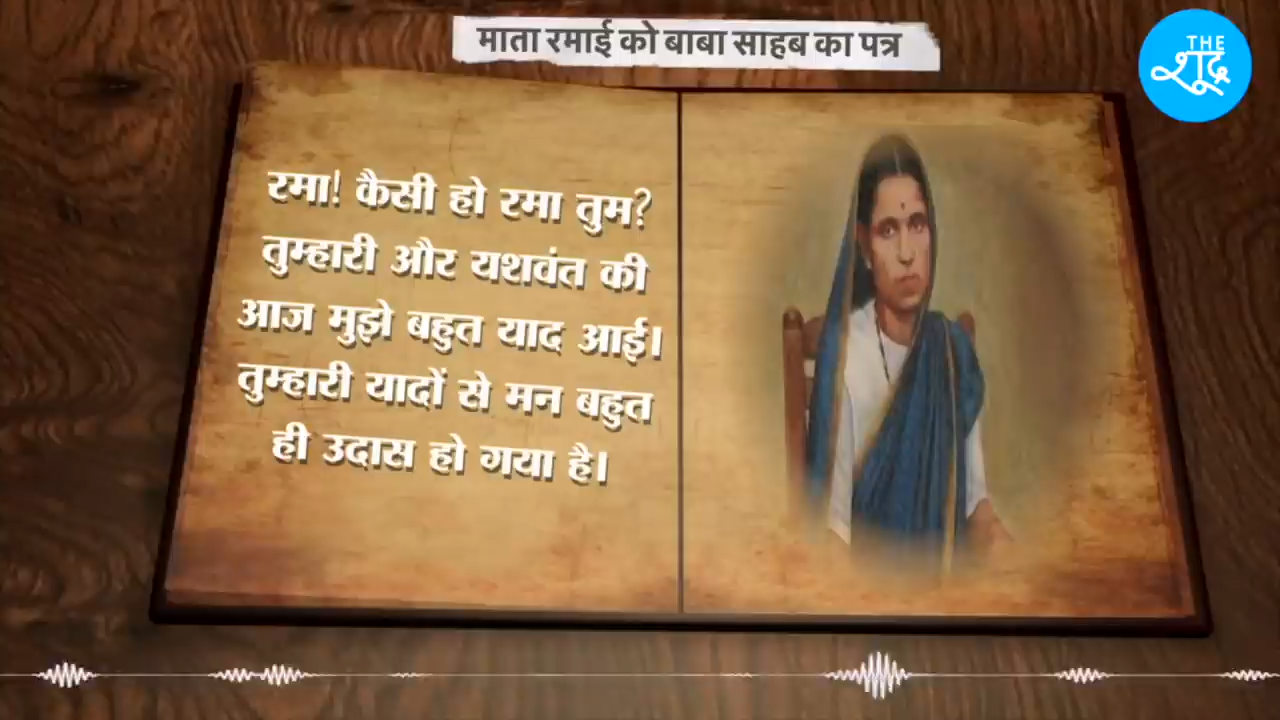 माता रमाई को बाबा साहब का पत्र
THE
शूद्र
रमा! कैसी हो रमा तुम?
तुम्हारी और यशवंत की
आज मुझे बहुत याद आई।
तुम्हारी यादों से मन बहुत
ही उदास हो गया है।